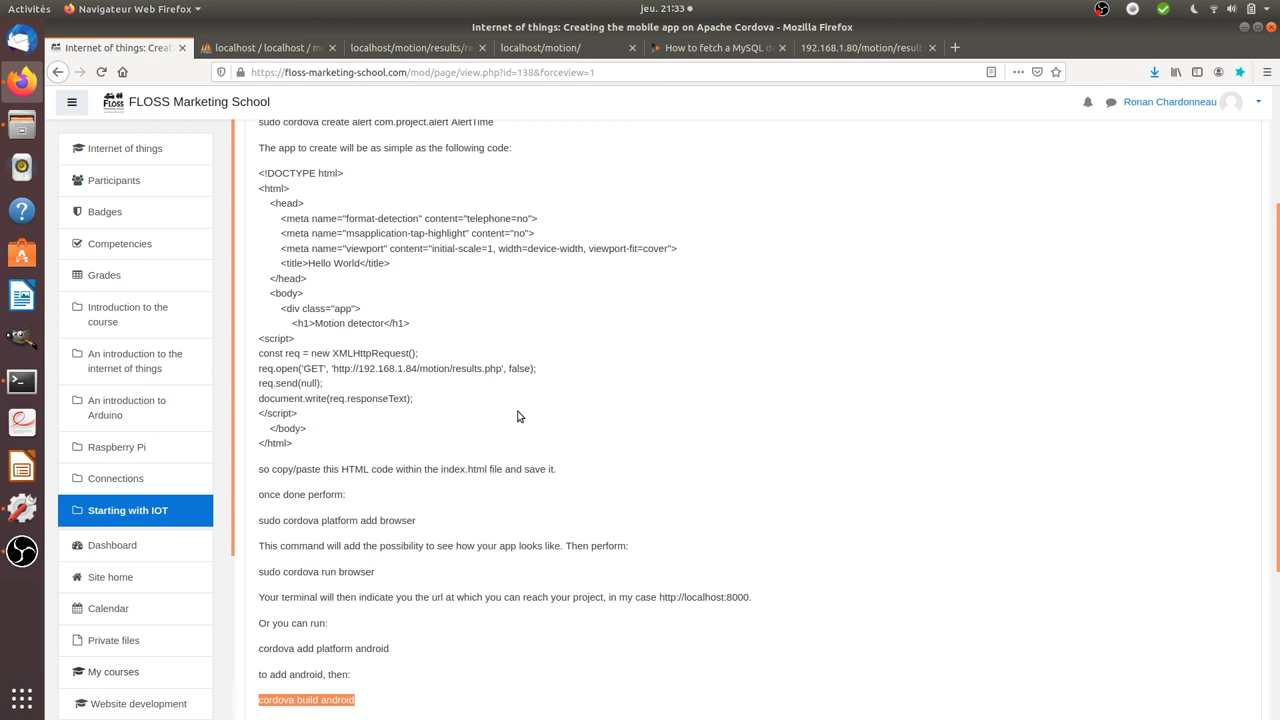 Activités
Navigateur Web Firefox
jeu. 21:33
Internet of things: Creating the mobile app on Apache Cordova - Mozilla Firefox
Internet of things: Creat
localhost / localhost / m
localhost/motion/results/re
localhost/motion/
How to fetch a MySQL da
192.168.1.80/motion/result
https://floss-marketing-school.com/mod/page/view.php?id=138&forceview=1
FLOSS Marketing School
Ronan Chardonneau
Internet of things
Participants
Badges
Competencies
Grades
Introduction to the
course
An introduction to the
internet of things
An introduction to
Arduino
Raspberry Pi
Connections
Starting with IOT
Dashboard
Site home
Calendar
Private files
My courses
Website development
sudo cordova create alert com.project.alert AlertTime
The app to create will be as simple as the following code:
<!DOCTYPE html>
<html>
<head>
<meta name="format-detection" content="telephone=no">
<meta name="msapplication-tap-highlight" content="no">
<meta name="viewport" content="initial-scale=1, width=device-width, viewport-fit=cover">
<title>Hello World</title>
</head>
<body>
<div class="app">
<h1>Motion detector</h1>
<script>
const req = new XMLHttpRequest();
req.open('GET', 'http://192.168.1.84/motion/results.php', false);
req.send(null);
document.write(req.responseText);
</script>
</body>
</html>
so copy/paste this HTML code within the index.html file and save it.
once done perform:
sudo cordova platform add browser
This command will add the possibility to see how your app looks like. Then perform:
sudo cordova run browser
Your terminal will then indicate you the url at which you can reach your project, in my case http://localhost:8000.
Or you can run:
cordova add platform android
to add android, then:
cordova build android